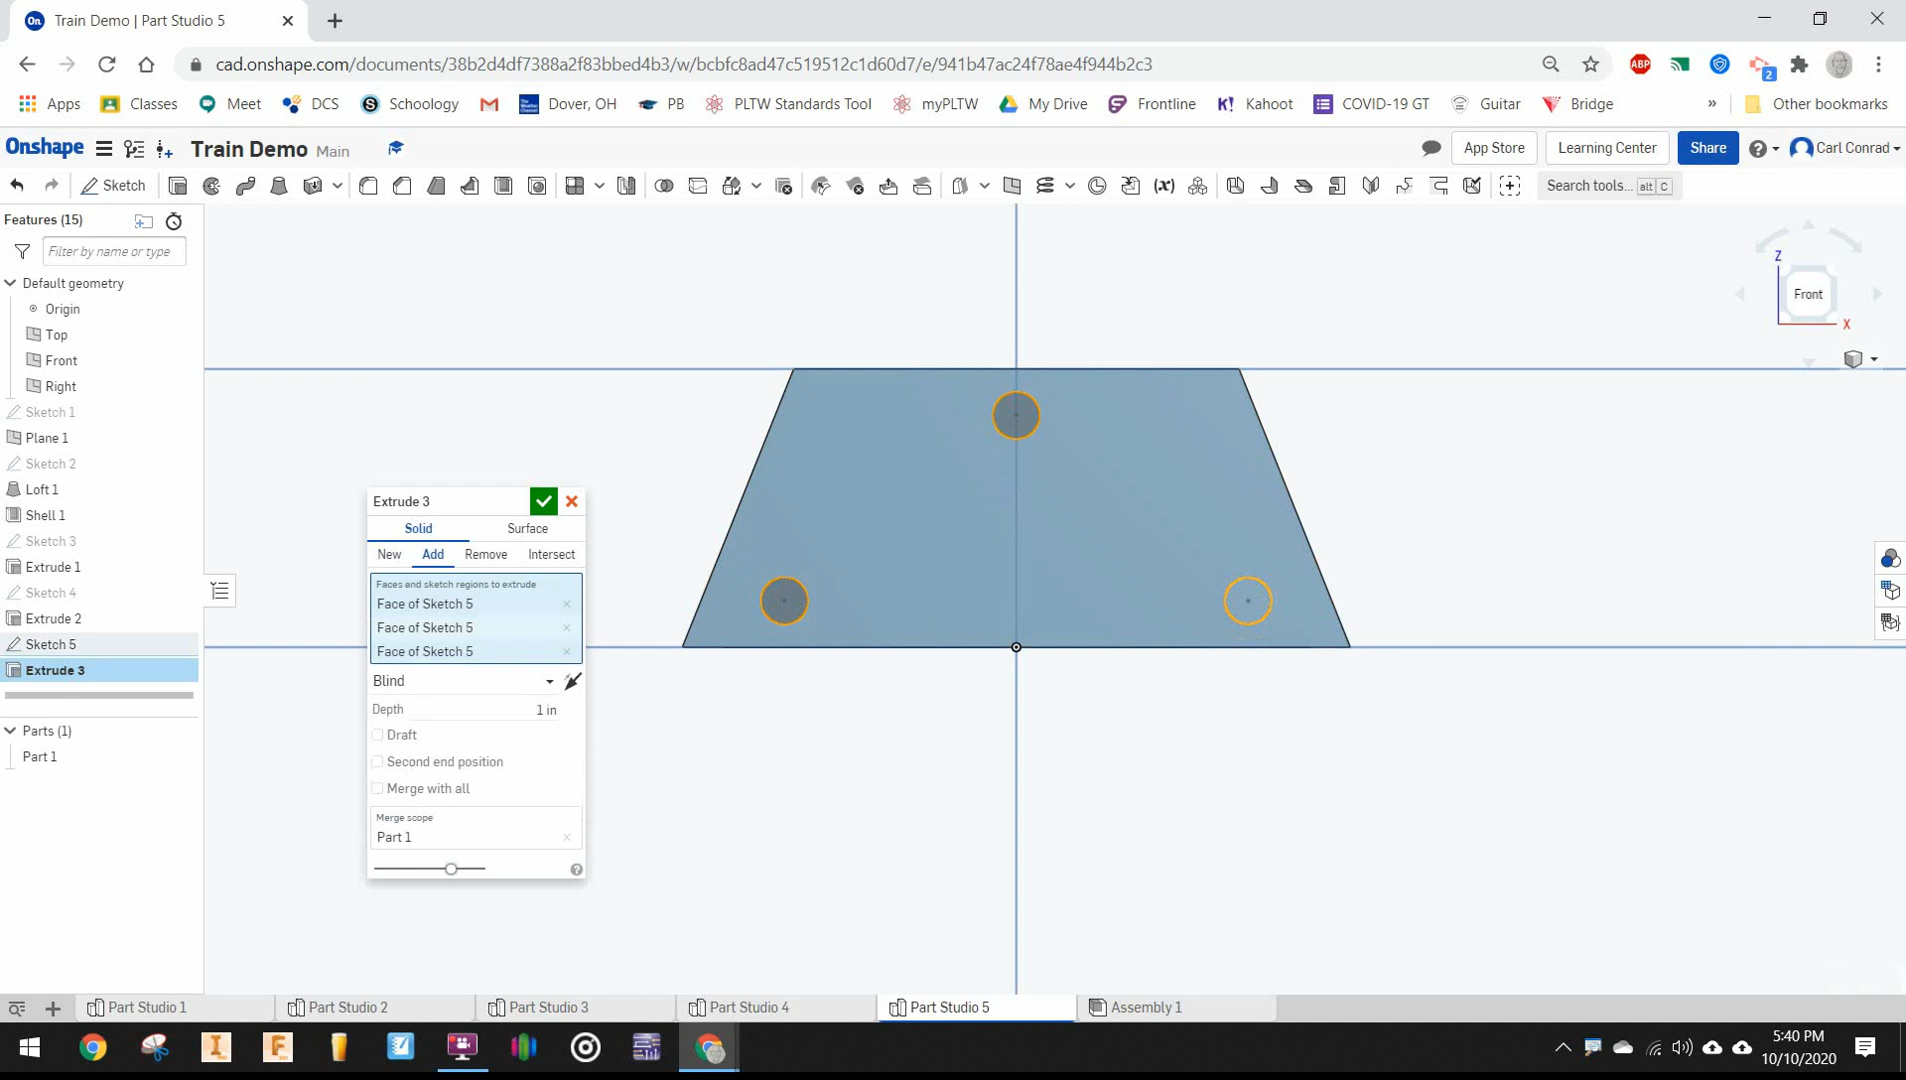 Train Demo | Part Studio 5
cad.onshape.com/documents/38b2d4df7388a2f83bbed4b3/w/bcbfc8ad47c519512c1d60d7/e/941b47ac24f78ae4f944b2c3
ABP
2
Apps Classes Meet DCS Schoology Dover, OH PB PLTW Standards Tool myPLTW My Drive Frontline Kahoot COVID-19 GT Guitar Bridge » Other bookmarks
Onshape Train Demo Main App Store Learning Center Share Carl Conrad
Sketch Search tools... alt C
Features (15)
Filter by name or type
Default geometry
Origin
Top
Front
Right
Sketch 1
Plane 1
Sketch 2
Loft 1
Shell 1
Sketch 3
Extrude 1
Sketch 4
Extrude 2
Sketch 5
Extrude 3
Parts (1)
Part 1
Z
Front
X
Extrude 3
Solid Surface
New Add Remove Intersect
Faces and sketch regions to extrude
Face of Sketch 5
Face of Sketch 5
Face of Sketch 5
Blind
Depth 1 in
Draft
Second end position
Merge with all
Merge scope
Part 1
Part Studio 1 Part Studio 2 Part Studio 3 Part Studio 4 Part Studio 5 Assembly 1
5:40 PM
10/10/2020